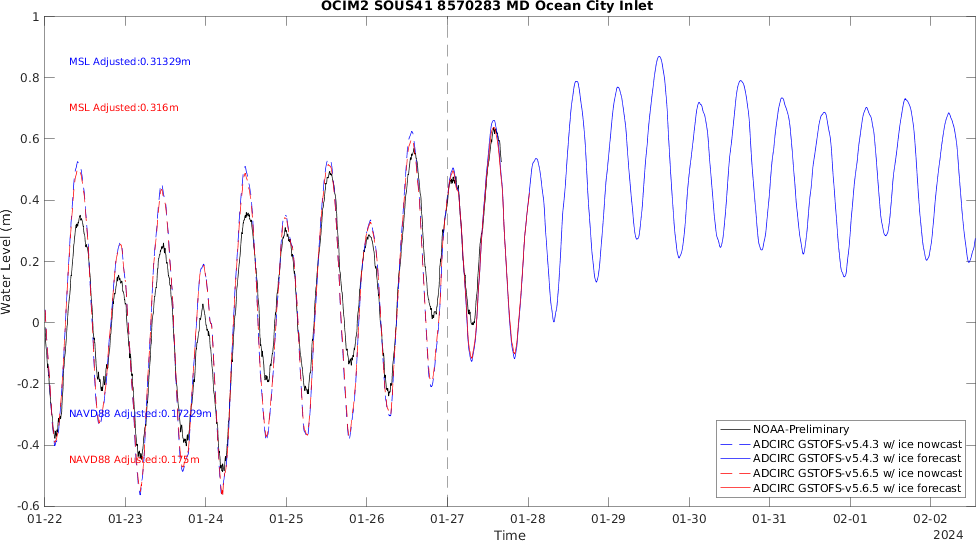 OCIM2 SOUS41 8570283 MD Ocean City Inlet
1
0.8
0.6
0.4
0.2
0
-0.2
-0.4
-0.6
Water Level (m)
MSL Adjusted:0.31329m
MSL Adjusted:0.316m
NAVD88 Adjusted:0.17229m
NAVD88 Adjusted:0.175m
NOAA-Preliminary
ADCIRC GSTOFS-v5.4.3 w/ ice nowcast
ADCIRC GSTOFS-v5.4.3 w/ ice forecast
ADCIRC GSTOFS-v5.6.5 w/ ice nowcast
ADCIRC GSTOFS-v5.6.5 w/ ice forecast
01-22 01-23 01-24 01-25 01-26 01-27 01-28 01-29 01-30 01-31 02-01 02-02
2024
Time